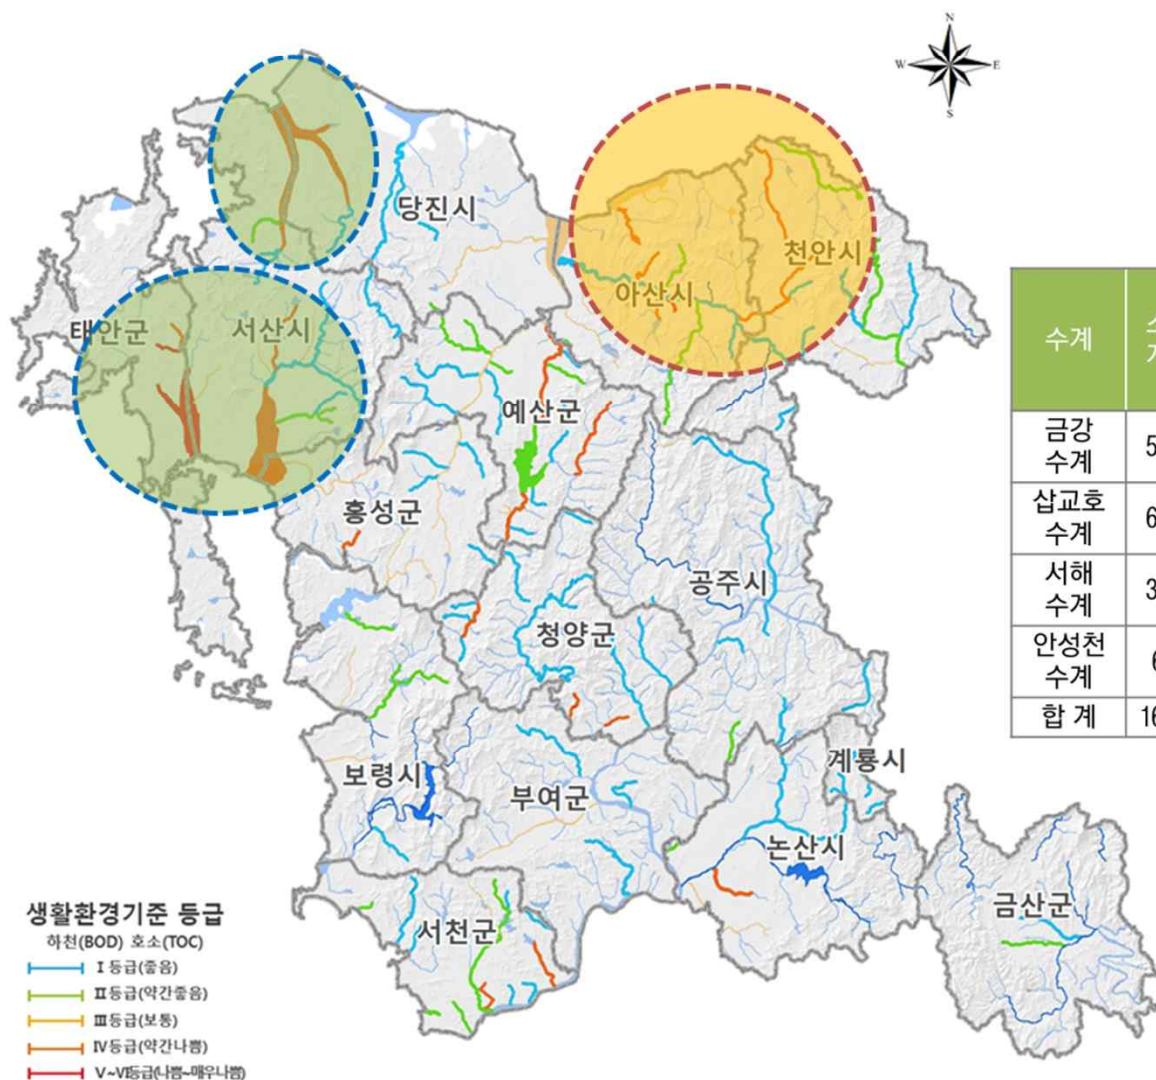 N
W
E
S
당진시
천안시
아산시
태안군
서산시
예산군
홍성군
공주시
청양군
계룡시
보령시
부여군
논산시
금산군
서천군
수계
금강
수계
5
삽교호
수계
6
서해
수계
3
안성천
수계
6
합 계
16
생활환경기준 등급
하천(BOD) 호소(TOC)
Ⅰ등급(좋음)
Ⅱ등급(약간좋음)
Ⅲ등급(보통)
Ⅳ등급(약간나쁨)
Ⅴ~Ⅵ등급(나쁨~매우나쁨)